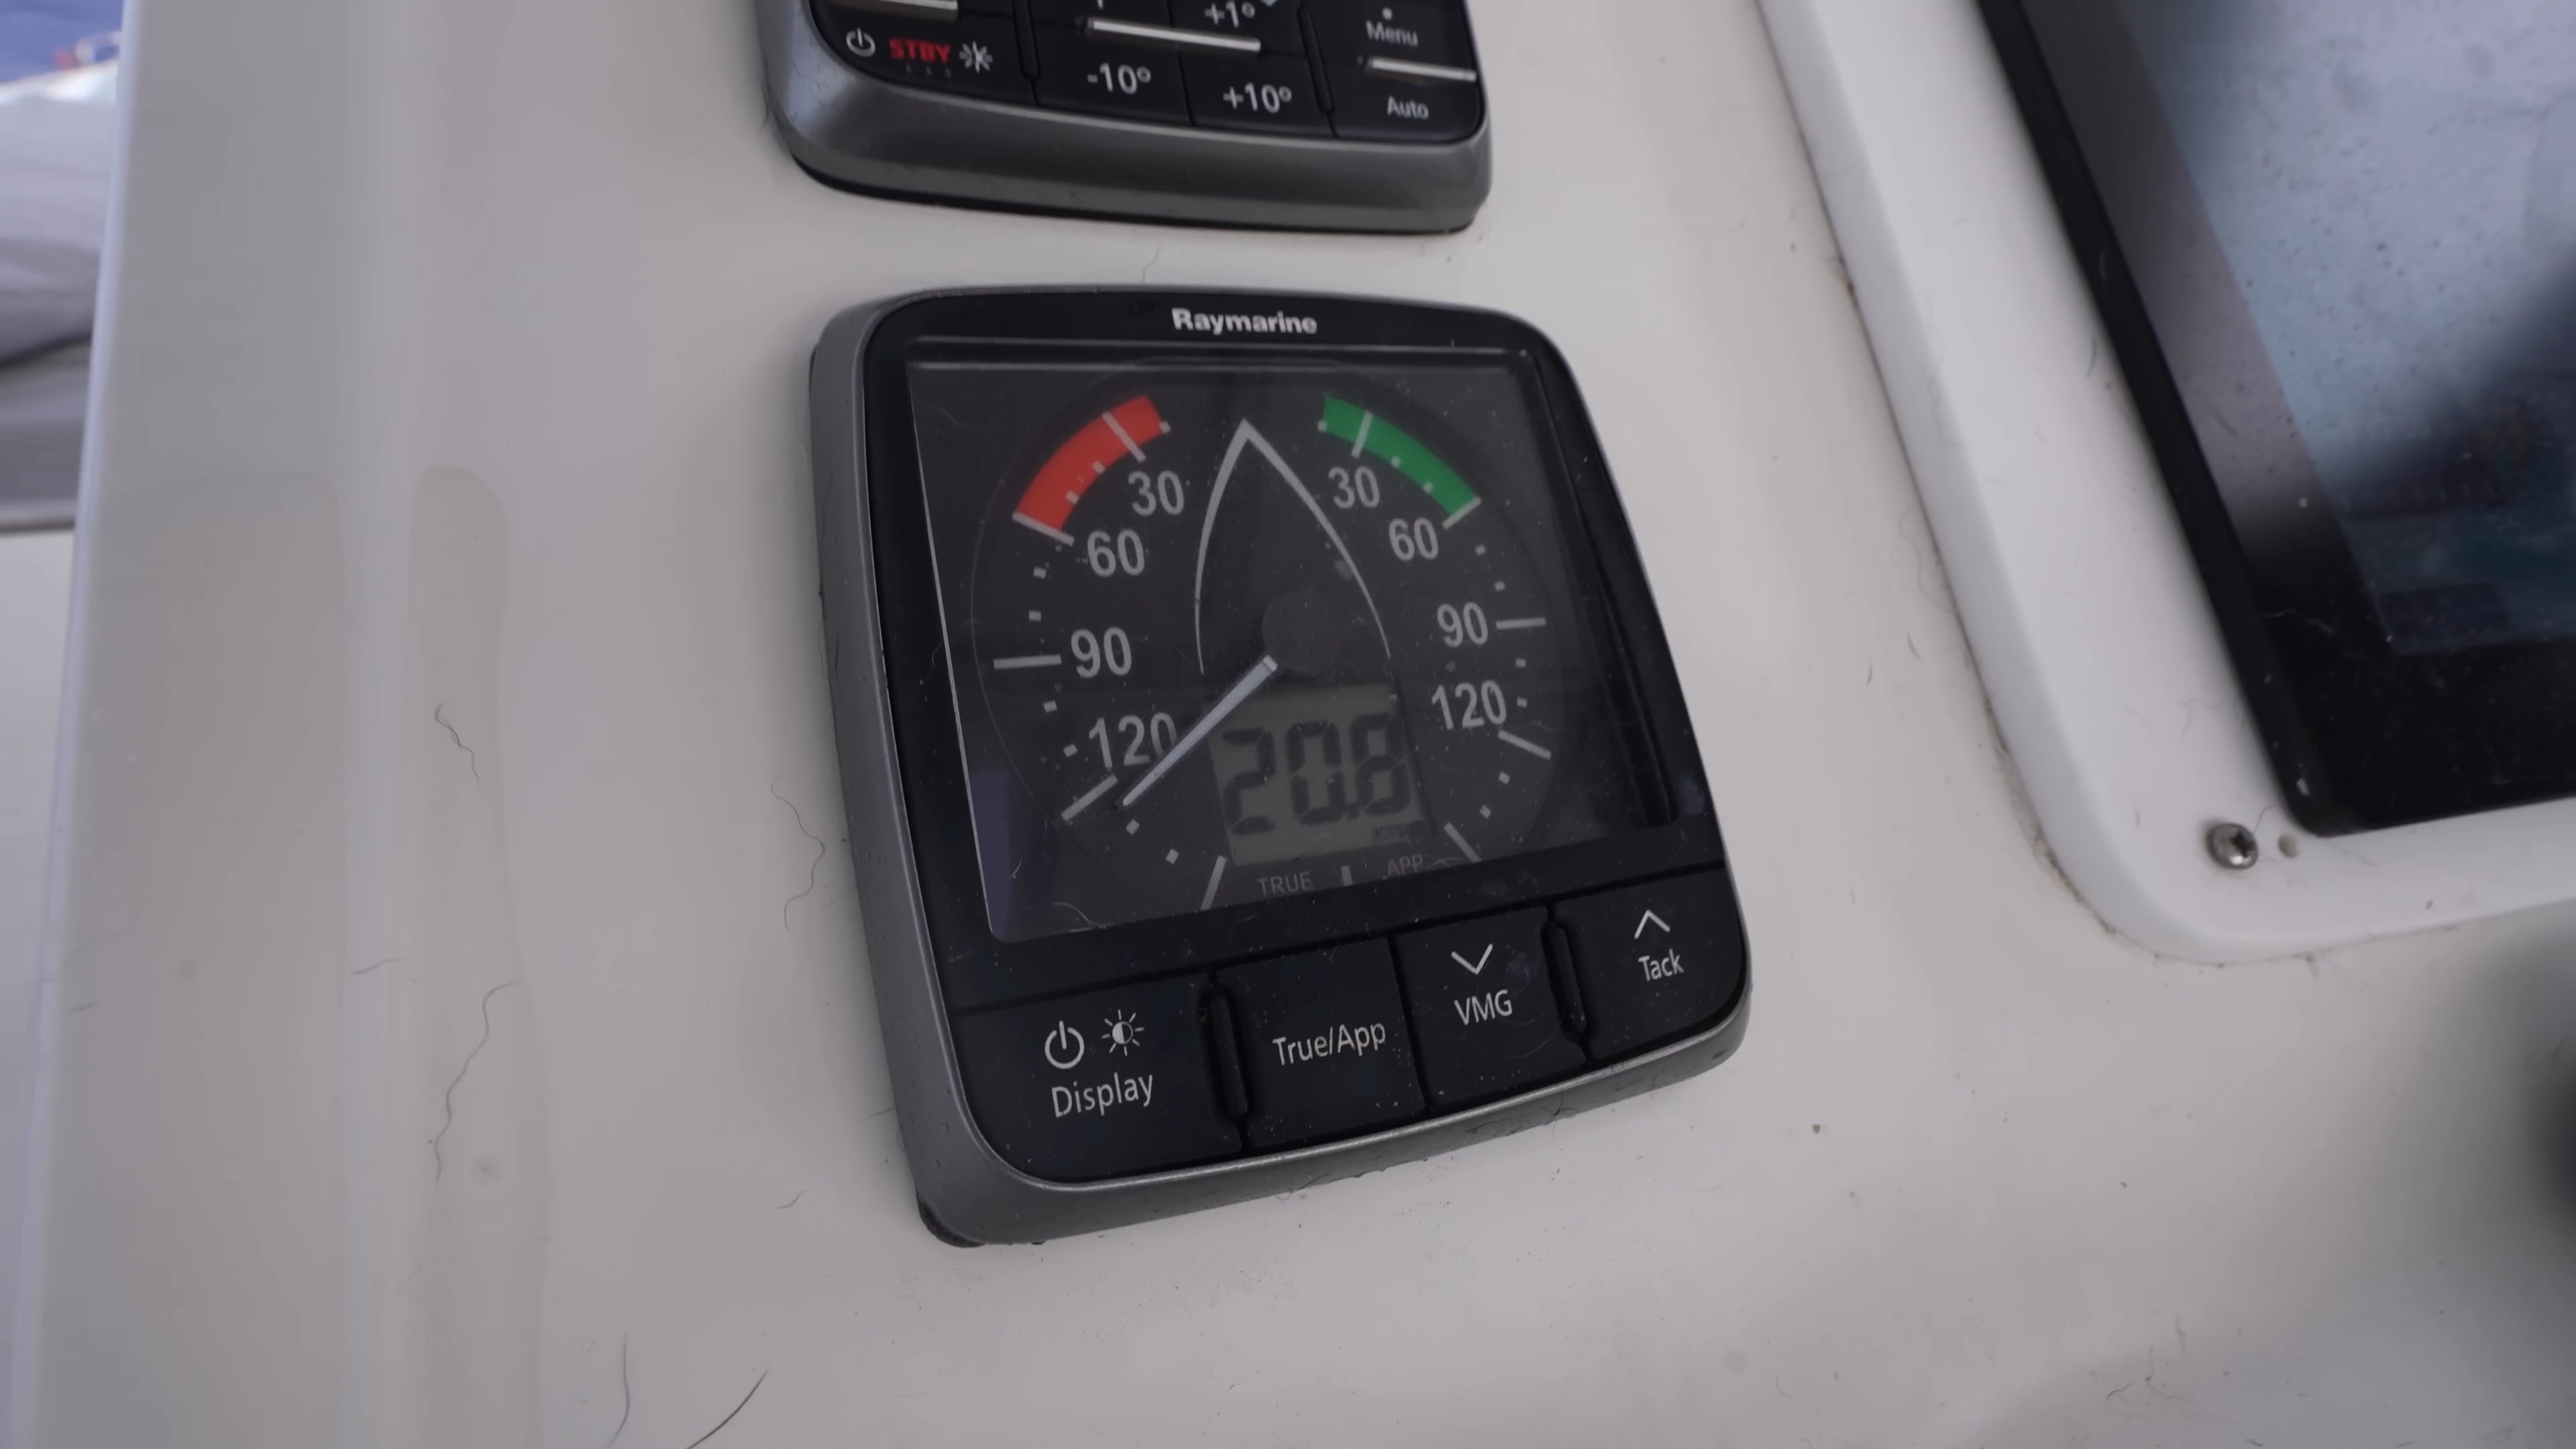 +1°
STBY
-10°
+10°
Menu
Auto
Raymarine
30 30
60 60
90 90
120 120
20.8
TRUE APP
Display
True/App
VMG
Tack